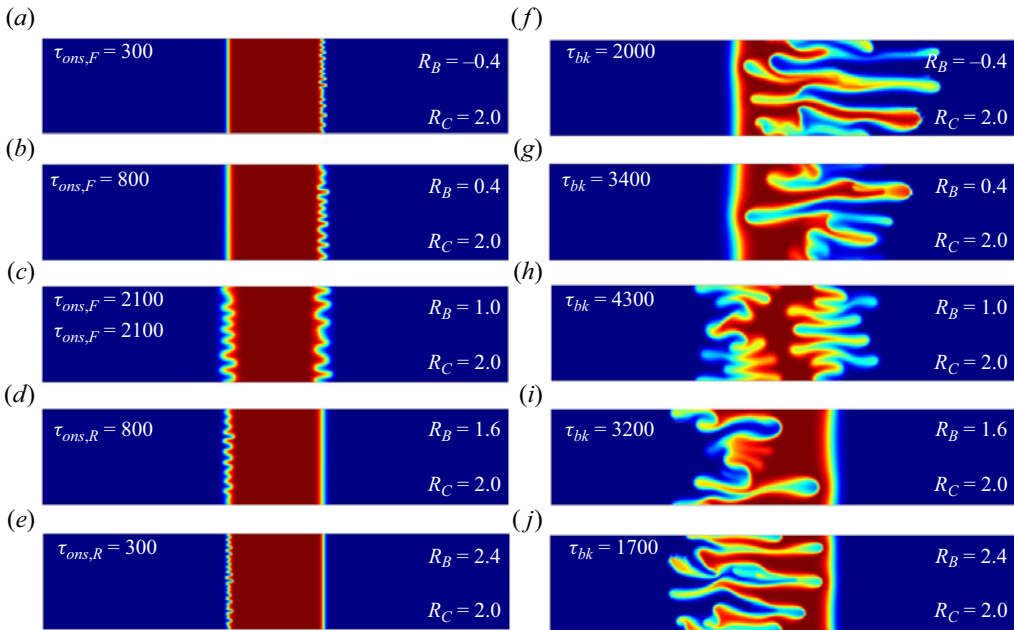 (a)
τons,F = 300
RB = –0.4
RC = 2.0
(b)
τons,F = 800
RB = 0.4
RC = 2.0
(c)
τons,F = 2100
τons,F = 2100
RB = 1.0
RC = 2.0
(d)
τons,R = 800
RB = 1.6
RC = 2.0
(e)
τons,R = 300
RB = 2.4
RC = 2.0
(f)
τbk = 2000
RB = –0.4
RC = 2.0
(g)
τbk = 3400
RB = 0.4
RC = 2.0
(h)
τbk = 4300
RB = 1.0
RC = 2.0
(i)
τbk = 3200
RB = 1.6
RC = 2.0
(j)
τbk = 1700
RB = 2.4
RC = 2.0